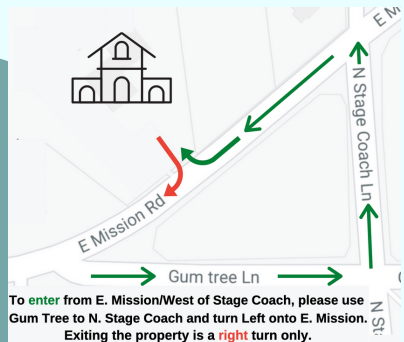 E M
N Stage Coach Ln
E Mission Rd
Gum tree Ln
N St
To enter from E. Mission/West of Stage Coach, please use
Gum Tree to N. Stage Coach and turn Left onto E. Mission.
Exiting the property is a right turn only.